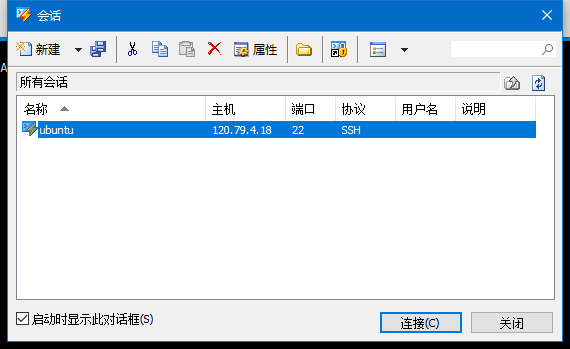 会话
新建 属性
A
所有会话
名称 主机 端口 协议 用户名 说明
ubuntu 120.79.4.18 22 SSH
启动时显示此对话框(S) 连接(C) 关闭